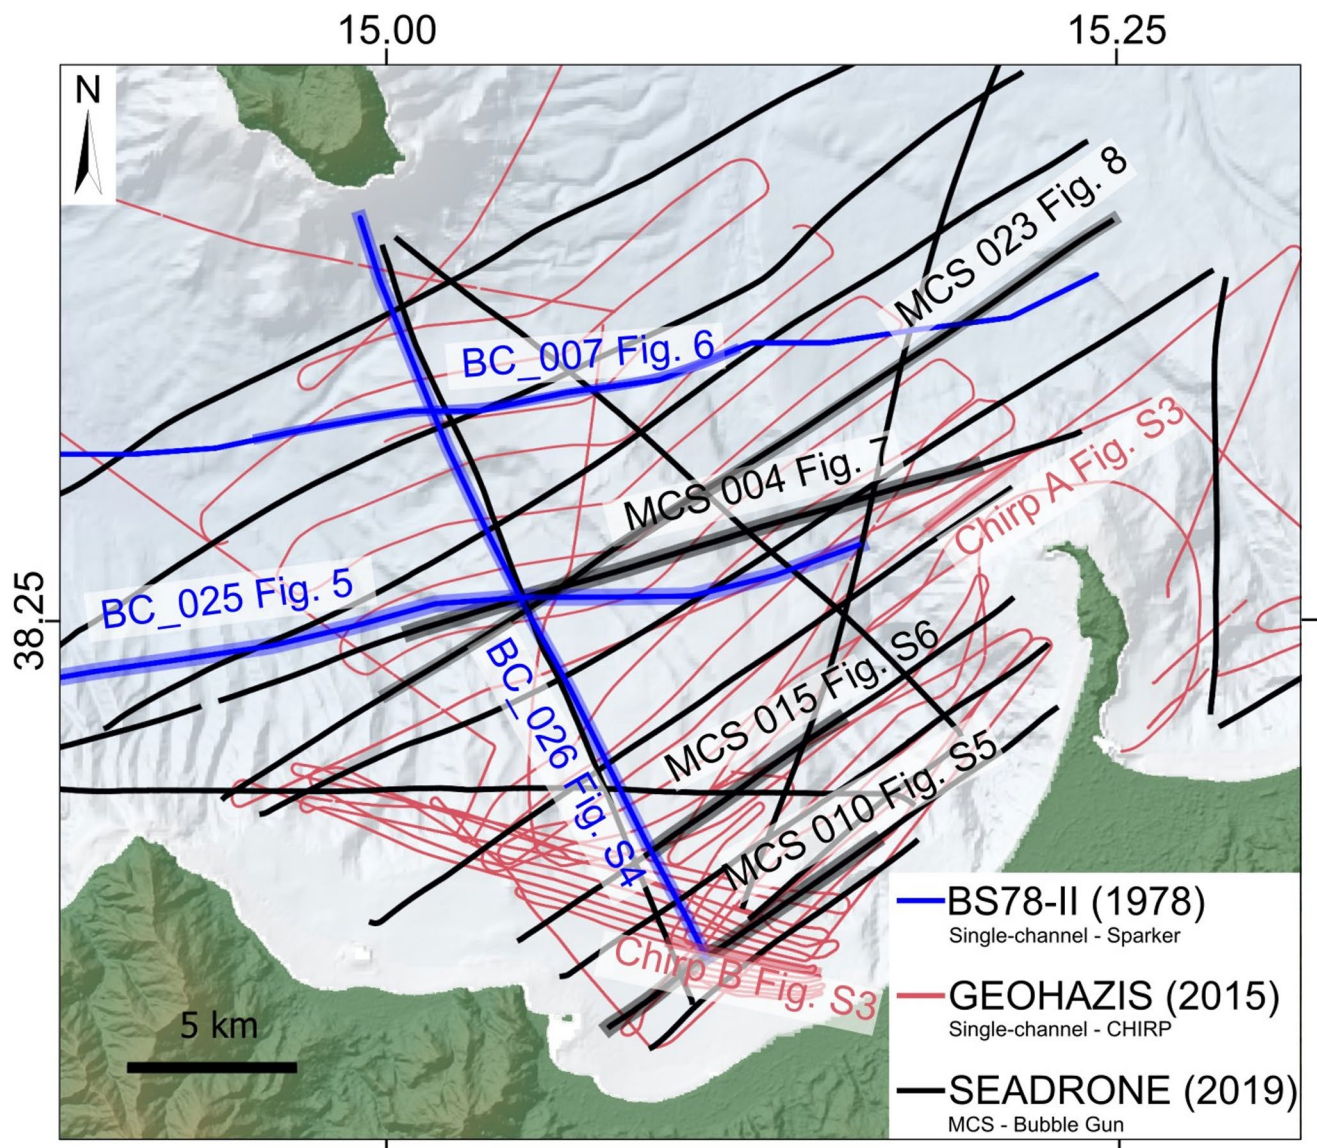 15.00
15.25
N
MCS 023 Fig. 8
BC_007 Fig. 6
MCS 004 Fig. 7
Chirp A Fig. S3
BC_025 Fig. 5
38.25
BC_026 Fig. S4
MCS 015 Fig. S6
MCS 010 Fig. S5
Chirp B Fig. S3
5 km
BS78-II (1978)
Single-channel - Sparker
GEOHAZIS (2015)
Single-channel - CHIRP
SEADRONE (2019)
MCS - Bubble Gun